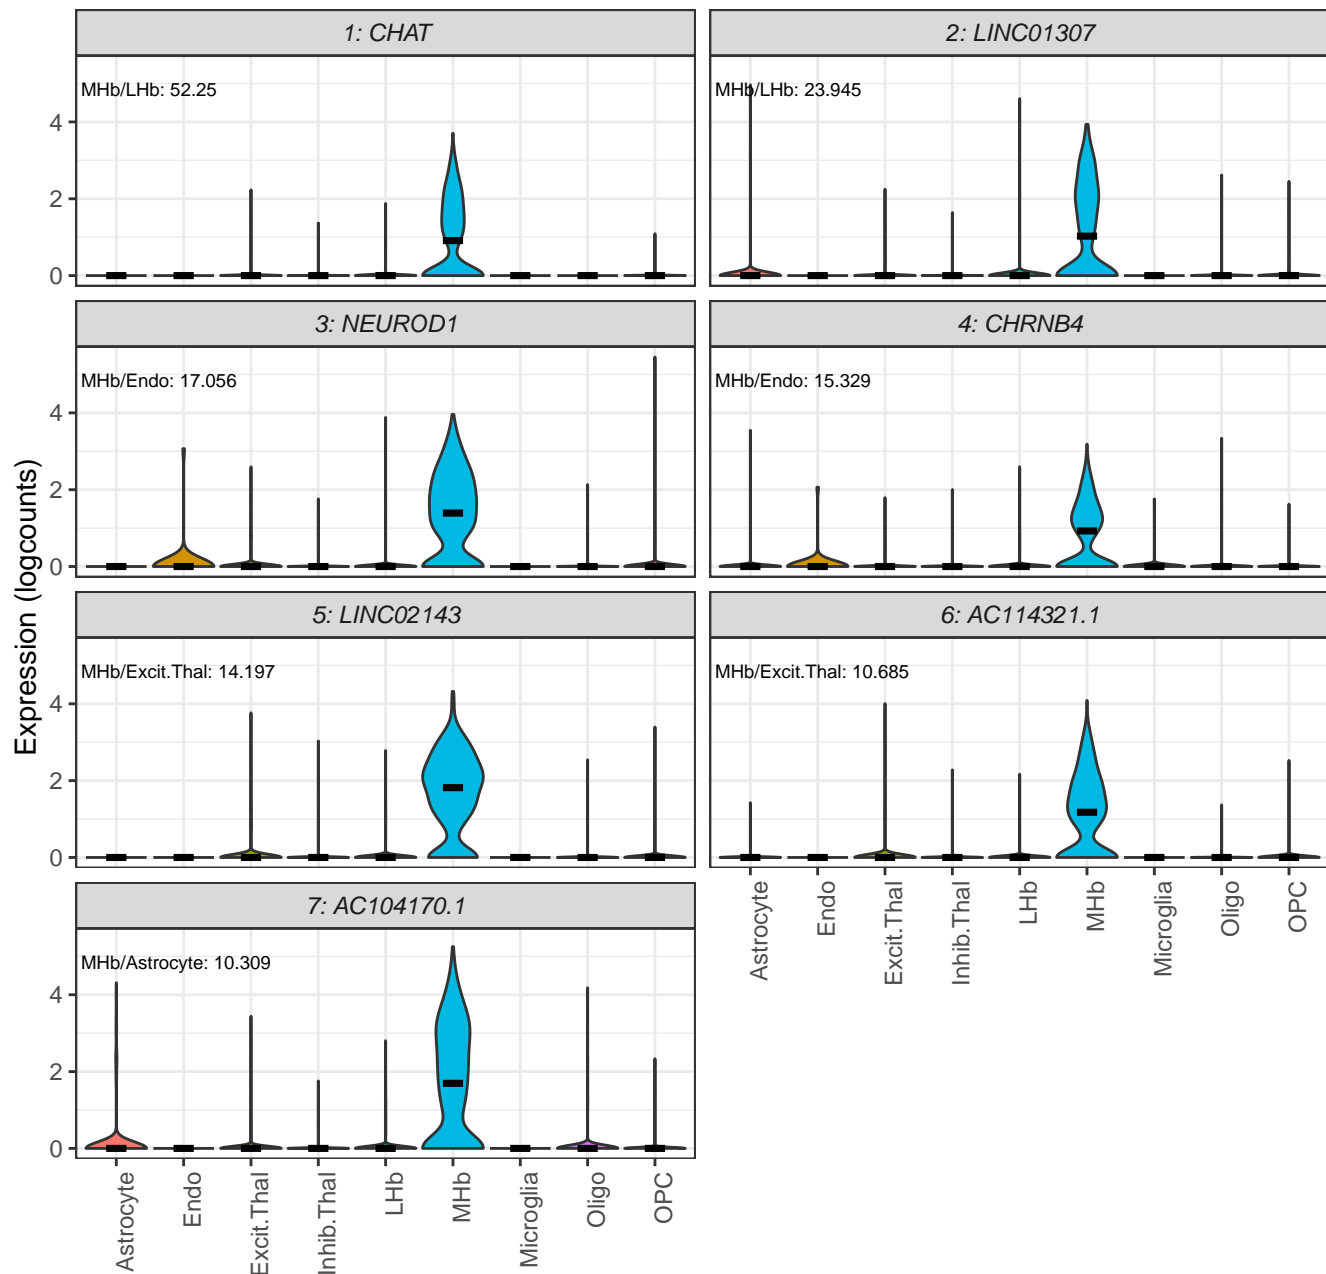 1: CHAT
2: LINC01307
MHb/LHb: 52.25
MHb/LHb: 23.945
4
2
0
3: NEUROD1
4: CHRNB4
MHb/Endo: 17.056
MHb/Endo: 15.329
4
2
0
Expression (logcounts)
5: LINC02143
6: AC114321.1
MHb/Excit.Thal: 14.197
MHb/Excit.Thal: 10.685
4
2
0
7: AC104170.1
MHb/Astrocyte: 10.309
4
2
0
Astrocyte
Endo
Excit.Thal
Inhib.Thal
LHb
MHb
Microglia
Oligo
OPC
Astrocyte
Endo
Excit.Thal
Inhib.Thal
LHb
MHb
Microglia
Oligo
OPC